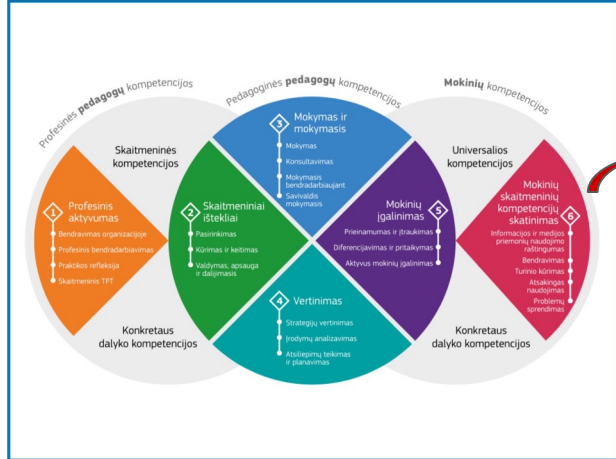 Profesinės pedagogų kompetencijos
Pedagoginės pedagogų kompetencijos
Mokinių kompetencijos
Skaitmeninės
kompetencijos
Universalios
kompetencijos
1
Profesinis
aktyvumas
Bendravimas organizacijoje
Profesinis bendradarbiavimas
Praktikos refleksija
Skaitmeninis TPT
2
Skaitmeniniai
ištekliai
Pasirinkimas
Kūrimas ir keitimas
Valdymas, apsauga
ir dalijimasis
3
Mokymas ir
mokymasis
Mokymas
Konsultavimas
Mokymasis
bendradarbiaujant
Savivaldis
mokymasis
4
Vertinimas
Strategijų vertinimas
Įrodymų analizavimas
Atsiliepimų teikimas
ir planavimas
Mokinių
įgalinimas
5
Prieinamumas ir įtraukimas
Diferencijavimas ir pritaikymas
Aktyvus mokinių įgalinimas
Mokinių
skaitmeninių
kompetencijų
skatinimas
6
Informacijos ir medijos
priemonių naudojimo
raštingumas
Bendravimas
Turinio kūrimas
Atsakingas
naudojimas
Problemų
sprendimas
Konkretaus
dalyko kompetencijos
Konkretaus
dalyko kompetencijos